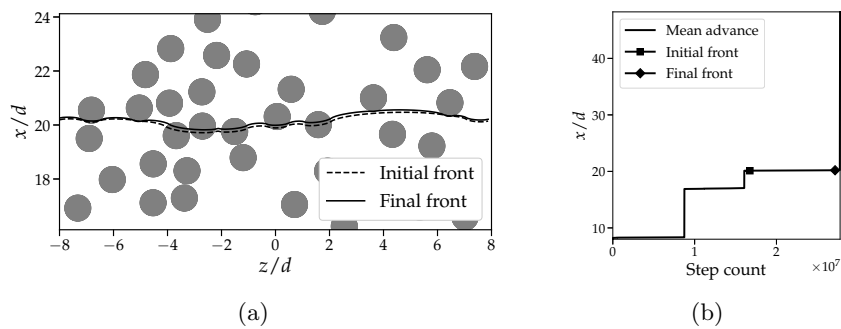 24
22
20
18
x/d
−8
−6
−4
−2
0
2
4
6
8
z/d
Initial front
Final front
(a)
40
30
20
10
x/d
Mean advance
Initial front
Final front
0
1
2
×10⁷
Step count
(b)